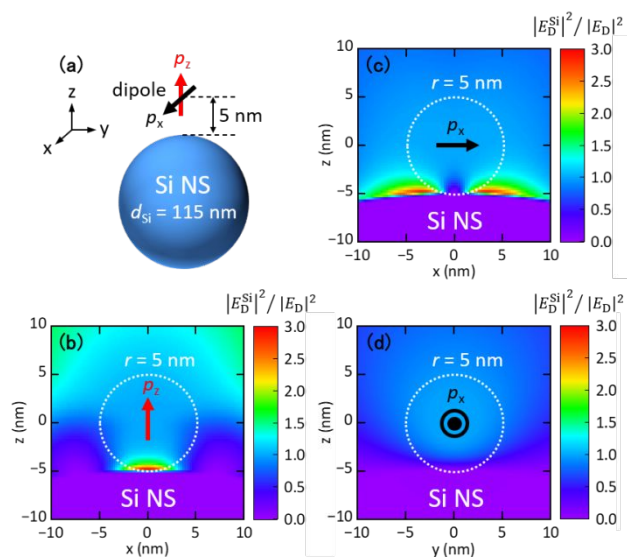 (a)
p_z
dipole
p_x
5 nm
z
y
x
Si NS
d_Si = 115 nm
|E_D^Si|^2 / |E_D|^2
(c)
r = 5 nm
p_x
Si NS
10
5
0
−5
−10
z (nm)
−10 −5 0 5 10
x (nm)
3.0
2.5
2.0
1.5
1.0
0.5
0.0
|E_D^Si|^2 / |E_D|^2
(b)
r = 5 nm
p_z
Si NS
10
5
0
−5
−10
z (nm)
−10 −5 0 5 10
x (nm)
3.0
2.5
2.0
1.5
1.0
0.5
0.0
|E_D^Si|^2 / |E_D|^2
(d)
r = 5 nm
p_x
Si NS
10
5
0
−5
−10
z (nm)
−10 −5 0 5 10
y (nm)
3.0
2.5
2.0
1.5
1.0
0.5
0.0